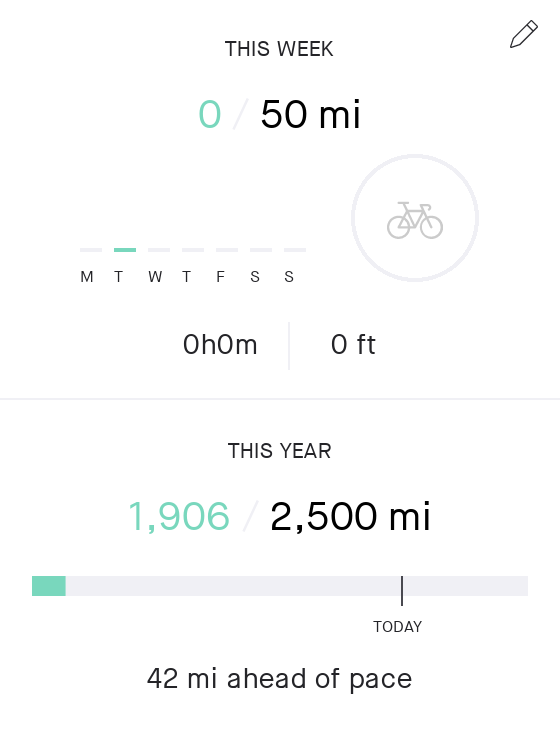 THIS WEEK
0 / 50 mi
M T W T F S S
0h0m 0 ft
THIS YEAR
1,906 / 2,500 mi
TODAY
42 mi ahead of pace